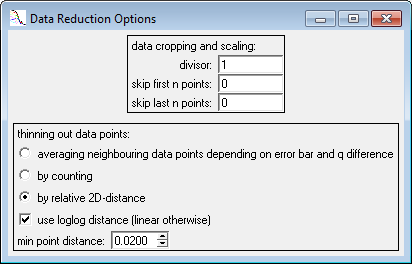 Data Reduction Options
data cropping and scaling:
divisor: 1
skip first n points: 0
skip last n points: 0
thinning out data points:
averaging neighbouring data points depending on error bar and q difference
by counting
by relative 2D-distance
use loglog distance (linear otherwise)
min point distance: 0.0200